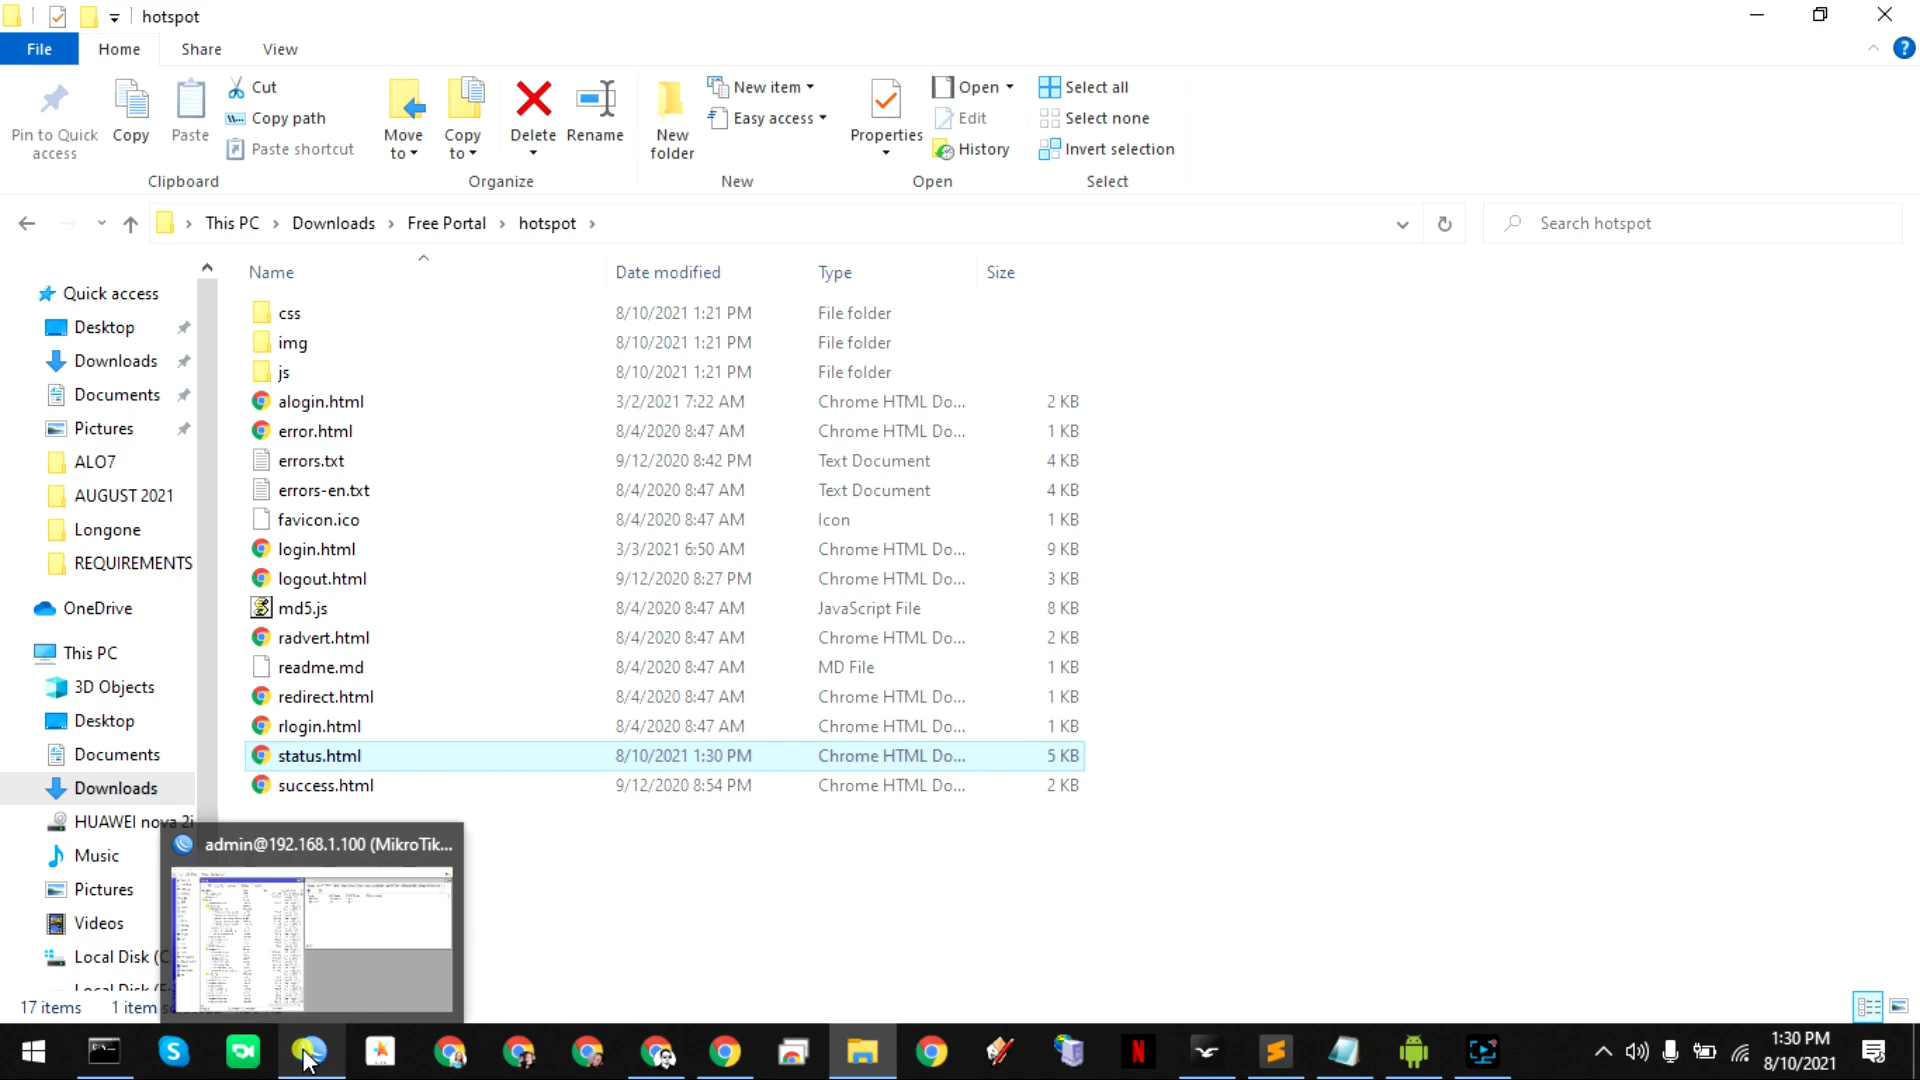 hotspot
File Home Share View
Pin to Quick access
Copy
Paste
Cut
Copy path
Paste shortcut
Clipboard
Move to
Copy to
Delete
Rename
Organize
New folder
New item
Easy access
New
Properties
Open
Edit
History
Open
Select all
Select none
Invert selection
Select
This PC > Downloads > Free Portal > hotspot >
Search hotspot
Name Date modified Type Size
css 8/10/2021 1:21 PM File folder
img 8/10/2021 1:21 PM File folder
js 8/10/2021 1:21 PM File folder
alogin.html 3/2/2021 7:22 AM Chrome HTML Do... 2 KB
error.html 8/4/2020 8:47 AM Chrome HTML Do... 1 KB
errors.txt 9/12/2020 8:42 PM Text Document 4 KB
errors-en.txt 8/4/2020 8:47 AM Text Document 4 KB
favicon.ico 8/4/2020 8:47 AM Icon 1 KB
login.html 3/3/2021 6:50 AM Chrome HTML Do... 9 KB
logout.html 9/12/2020 8:27 PM Chrome HTML Do... 3 KB
md5.js 8/4/2020 8:47 AM JavaScript File 8 KB
radvert.html 8/4/2020 8:47 AM Chrome HTML Do... 2 KB
readme.md 8/4/2020 8:47 AM MD File 1 KB
redirect.html 8/4/2020 8:47 AM Chrome HTML Do... 1 KB
rlogin.html 8/4/2020 8:47 AM Chrome HTML Do... 1 KB
status.html 8/10/2021 1:30 PM Chrome HTML Do... 5 KB
success.html 9/12/2020 8:54 PM Chrome HTML Do... 2 KB
Quick access
Desktop
Downloads
Documents
Pictures
ALO7
AUGUST 2021
Longone
REQUIREMENTS
OneDrive
This PC
3D Objects
Desktop
Documents
Downloads
HUAWEI nova 2i
Music
Pictures
Videos
Local Disk (C
Local Disk
admin@192.168.1.100 (MikroTik...
17 items 1 item
1:30 PM
8/10/2021